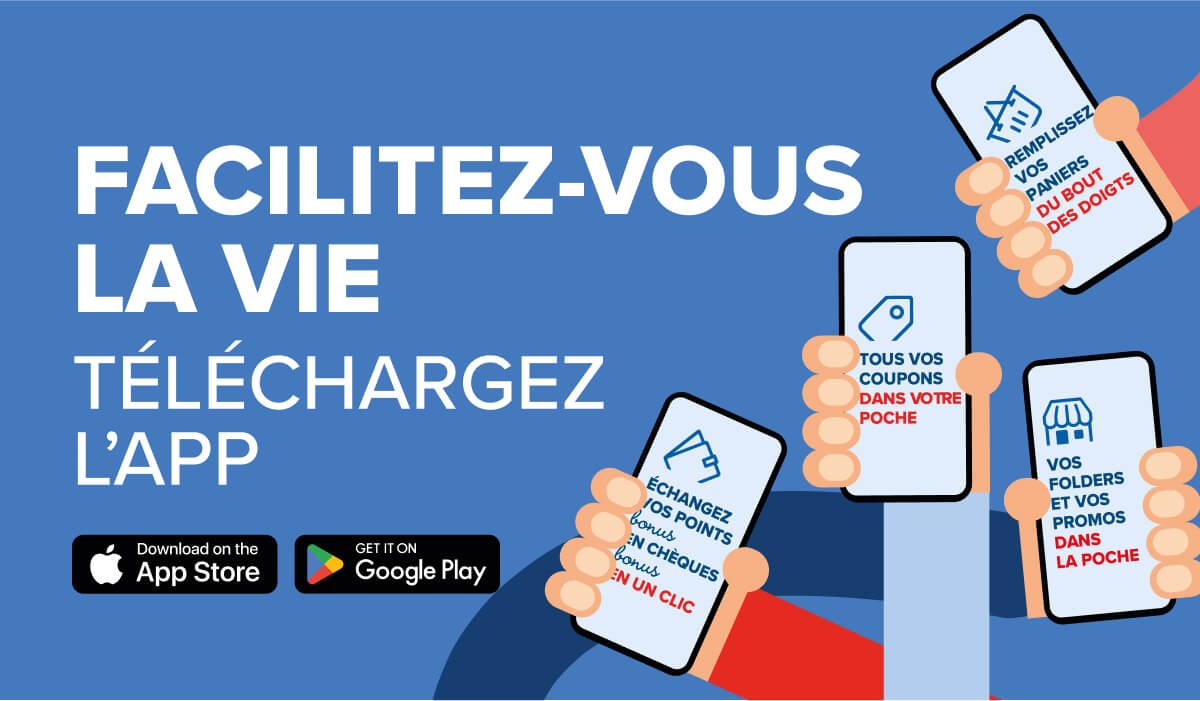 FACILITEZ-VOUS
LA VIE
TÉLÉCHARGEZ
L'APP
Download on the
App Store
GET IT ON
Google Play
REMPLISSEZ
VOS
PANIERS
DU BOUT
DES DOIGTS
TOUS VOS
COUPONS
DANS VOTRE
POCHE
VOS
FOLDERS
ET VOS
PROMOS
DANS
LA POCHE
ÉCHANGEZ
VOS POINTS
bonus
EN CHÈQUES
bonus
EN UN CLIC